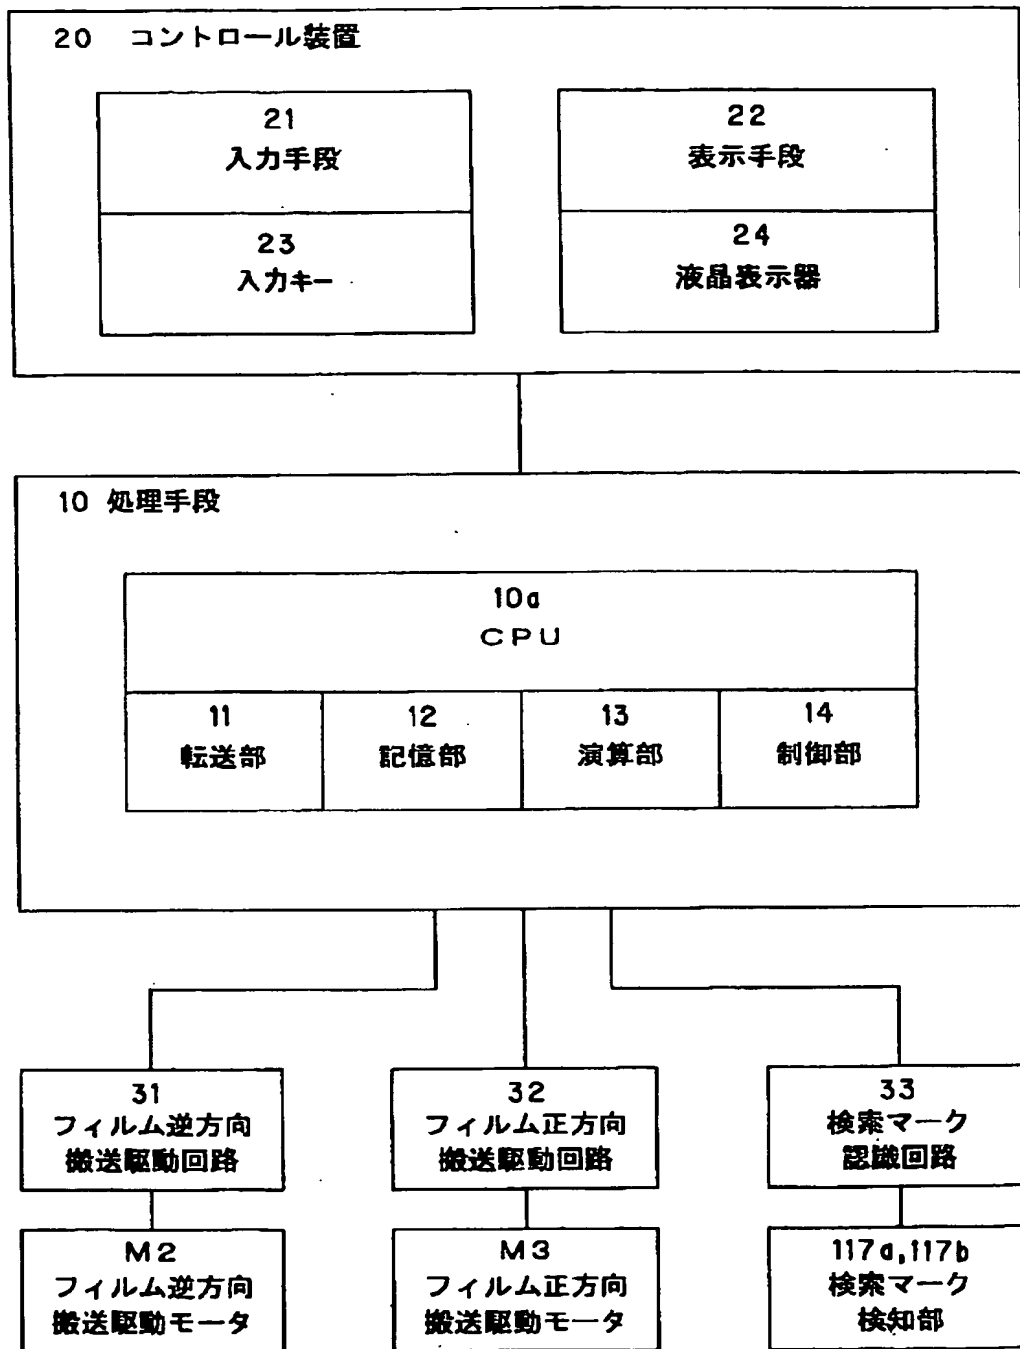 20 コントロール装置
21
入力手段
22
表示手段
23
入力キー
24
液晶表示器
10 処理手段
10a
CPU
11
転送部
12
記憶部
13
演算部
14
制御部
31
フィルム逆方向
搬送駆動回路
32
フィルム正方向
搬送駆動回路
33
検索マーク
認識回路
M2
フィルム逆方向
搬送駆動モータ
M3
フィルム正方向
搬送駆動モータ
117a,117b
検索マーク
検知部